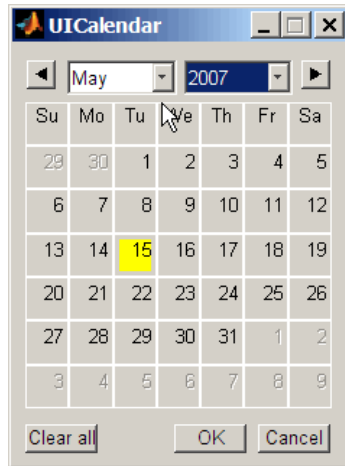 UICalendar
May 2007
Su Mo Tu We Th Fr Sa
29 30 1 2 3 4 5
6 7 8 9 10 11 12
13 14 15 16 17 18 19
20 21 22 23 24 25 26
27 28 29 30 31 1 2
3 4 5 6 7 8 9
Clear all OK Cancel